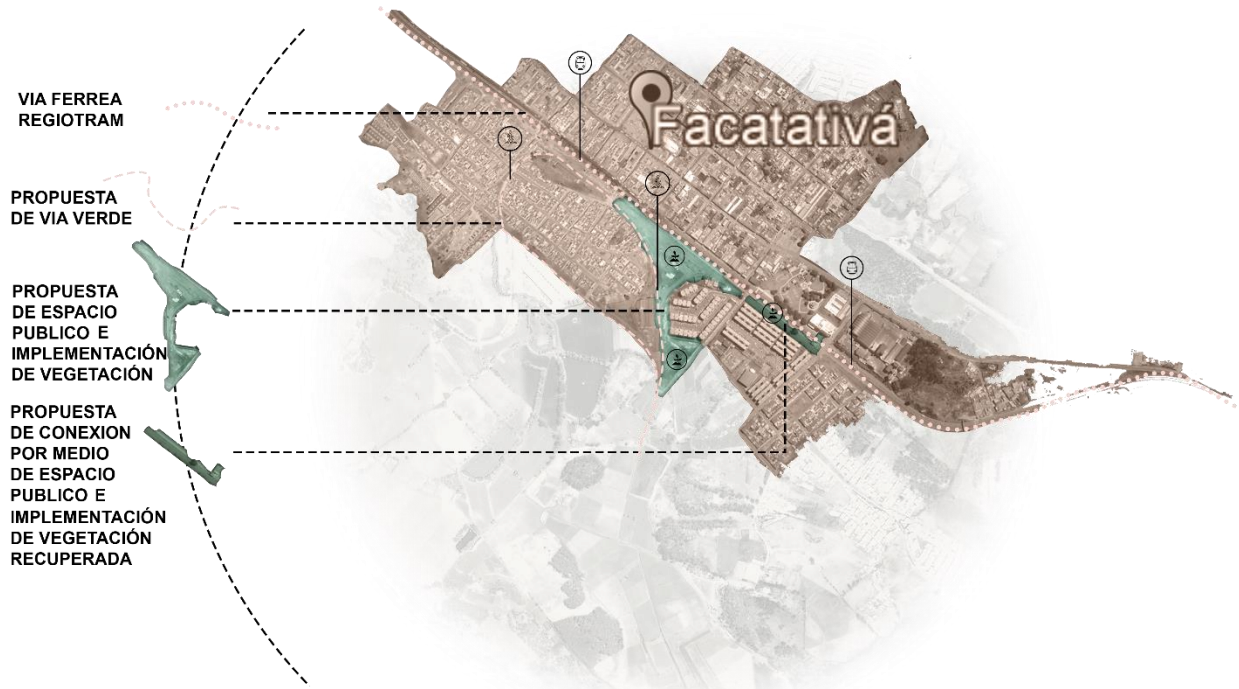 VIA FERREA
REGIOTRAM
PROPUESTA
DE VIA VERDE
PROPUESTA
DE ESPACIO
PUBLICO E
IMPLEMENTACIÓN
DE VEGETACIÓN
PROPUESTA
DE CONEXION
POR MEDIO
DE ESPACIO
PUBLICO E
IMPLEMENTACIÓN
DE VEGETACIÓN
RECUPERADA
Facatativá